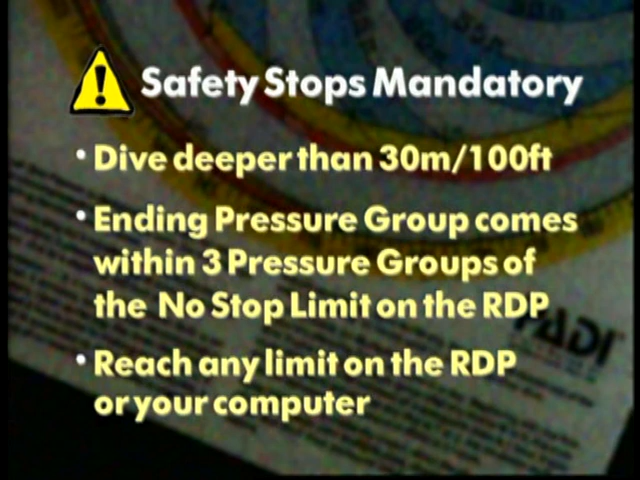 Safety Stops Mandatory
• Dive deeper than 30m/100ft
• Ending Pressure Group comes
within 3 Pressure Groups of
the No Stop Limit on the RDP
PADI
• Reach any limit on the RDP
or your computer